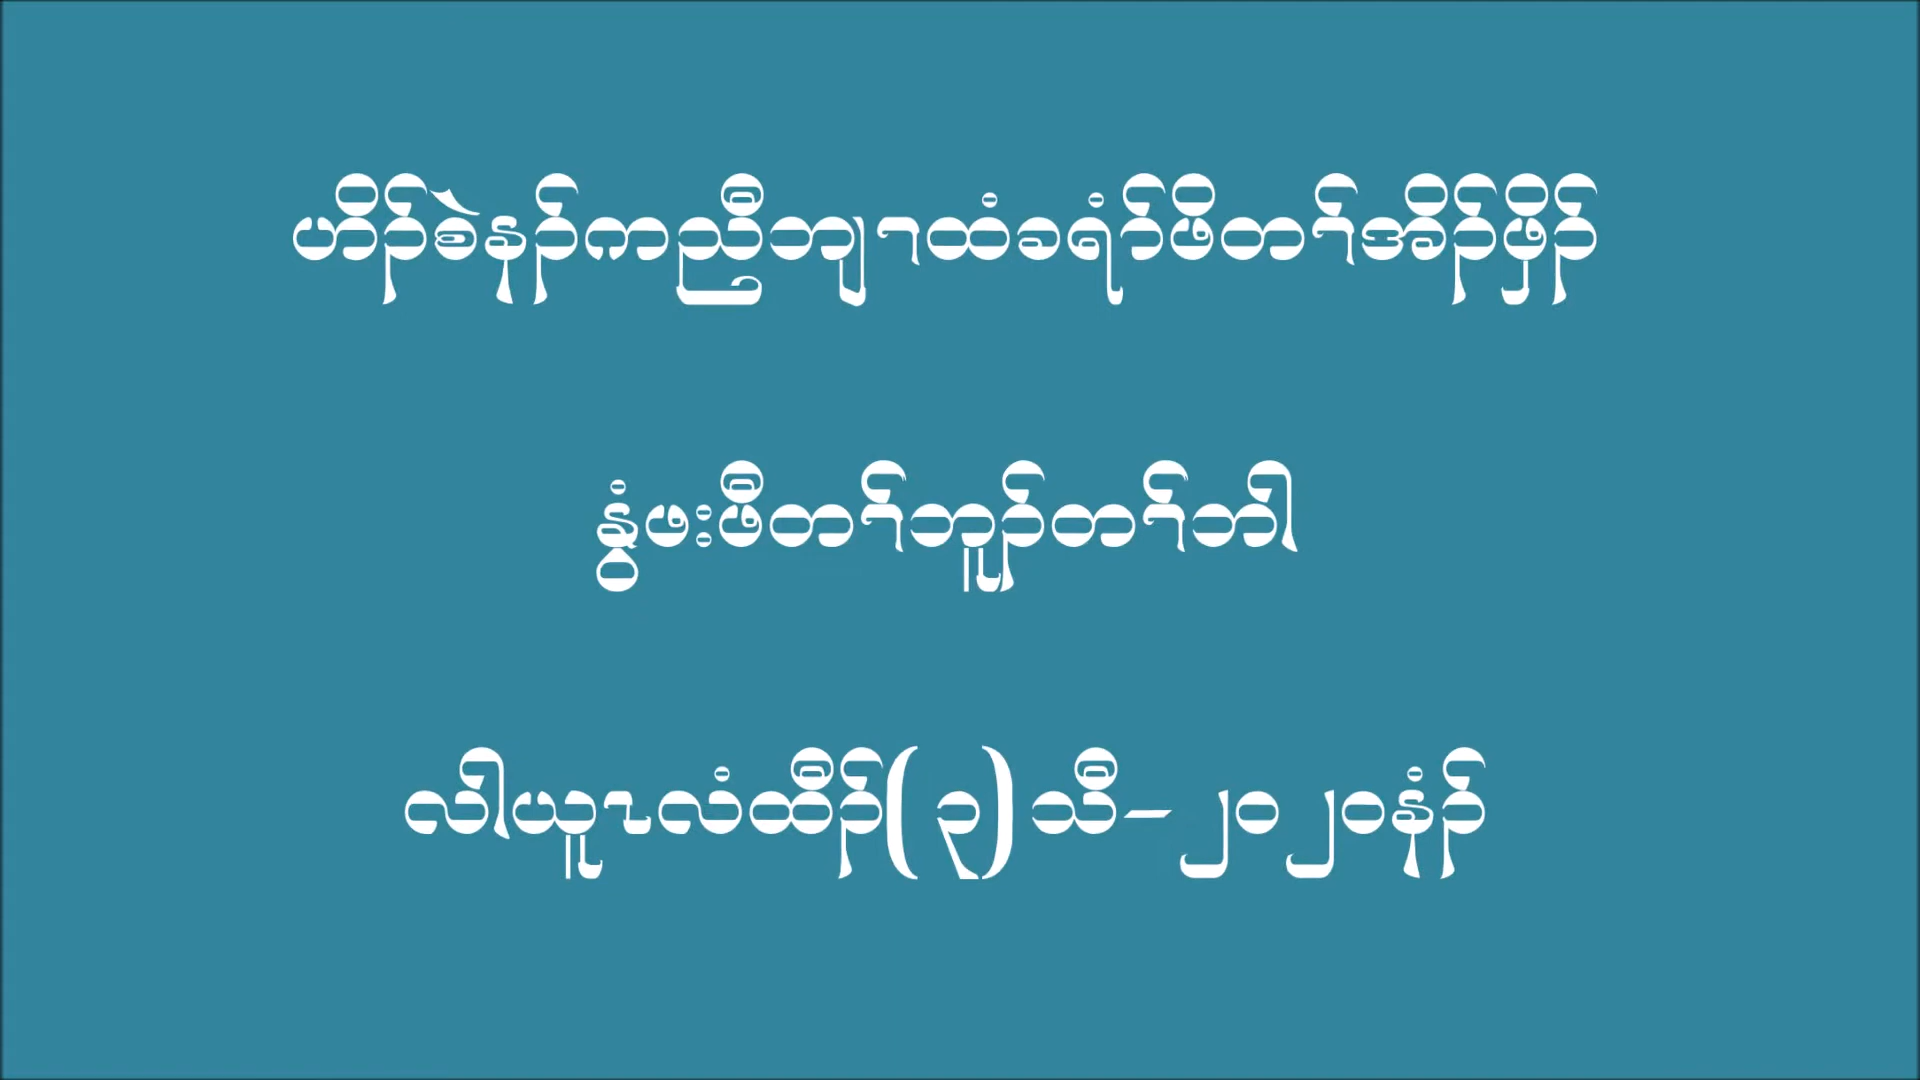 ဟိၣ်စဲနၣ်ကညီဘျၢထံခရံာ်ဖိတၢ်အိၣ်ဖှိၣ်
နွံဖးဖီတၢ်ဘူၣ်တၢ်ဘါ
လါယူၤလံထီၣ်(၃)သီ-၂၀၂၀နံၣ်